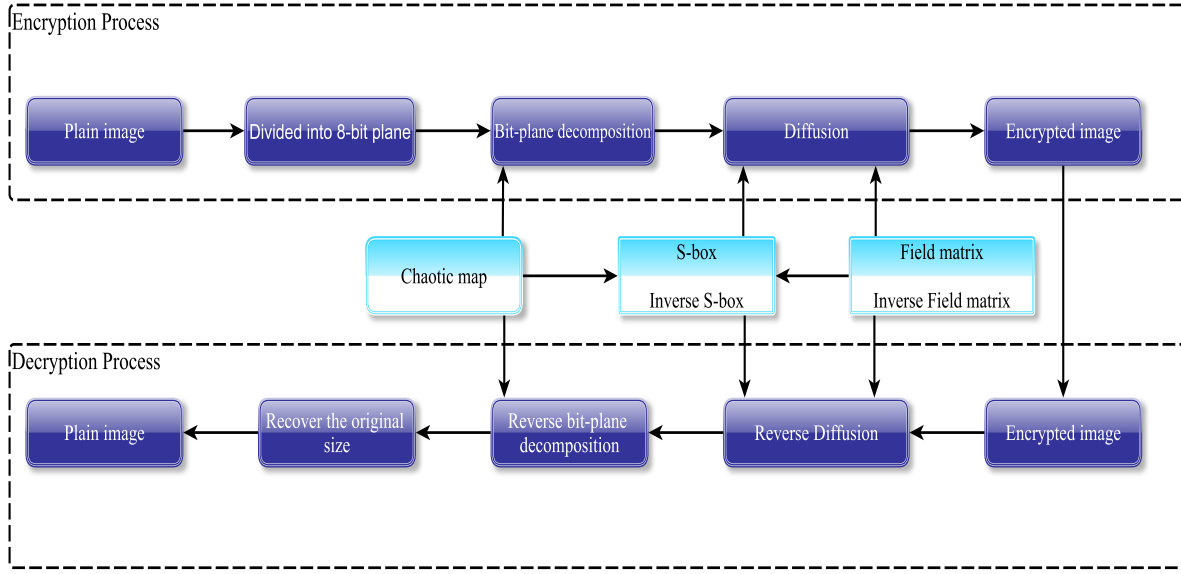 Encryption Process
Plain image
Divided into 8-bit plane
Bit-plane decomposition
Diffusion
Encrypted image
Chaotic map
S-box
Inverse S-box
Field matrix
Inverse Field matrix
Decryption Process
Plain image
Recover the original
size
Reverse bit-plane
decomposition
Reverse Diffusion
Encrypted image